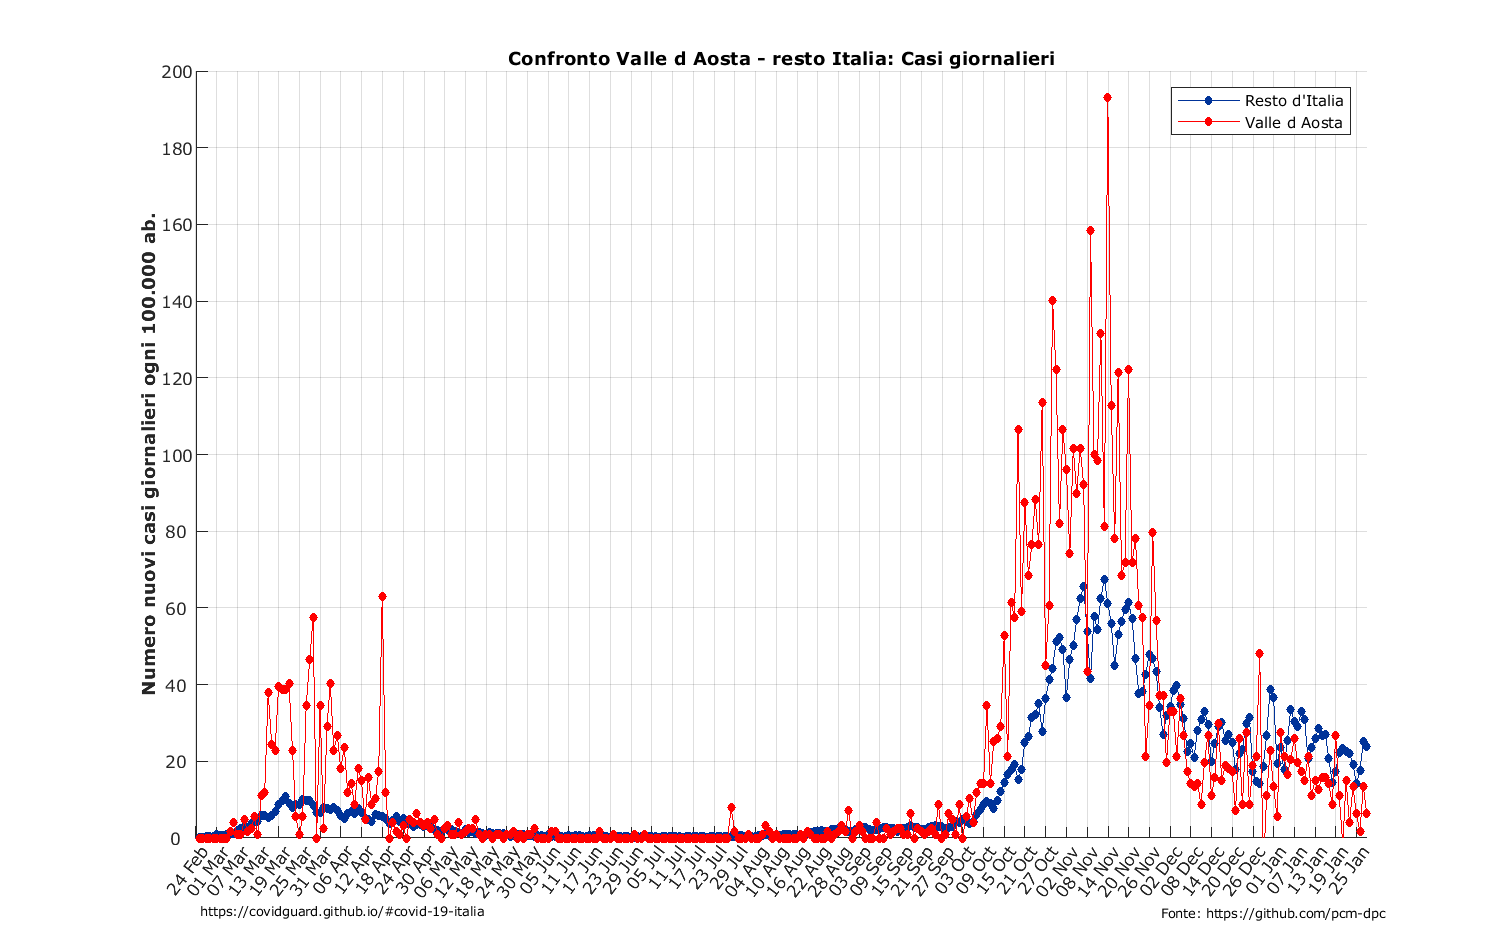 Confronto Valle d Aosta - resto Italia: Casi giornalieri
Resto d'Italia
Valle d Aosta
Numero nuovi casi giornalieri ogni 100.000 ab.
200
180
160
140
120
100
80
60
40
20
0
24 Feb
01 Mar
07 Mar
13 Mar
19 Mar
25 Mar
31 Mar
06 Apr
12 Apr
18 Apr
24 Apr
30 Apr
06 May
12 May
18 May
24 May
30 May
05 Jun
11 Jun
17 Jun
23 Jun
29 Jun
05 Jul
11 Jul
17 Jul
23 Jul
29 Jul
04 Aug
10 Aug
16 Aug
22 Aug
28 Aug
03 Sep
09 Sep
15 Sep
21 Sep
27 Sep
03 Oct
09 Oct
15 Oct
21 Oct
27 Oct
02 Nov
08 Nov
14 Nov
20 Nov
26 Nov
02 Dec
08 Dec
14 Dec
20 Dec
26 Dec
01 Jan
07 Jan
13 Jan
19 Jan
25 Jan
https://covidguard.github.io/#covid-19-italia
Fonte: https://github.com/pcm-dpc